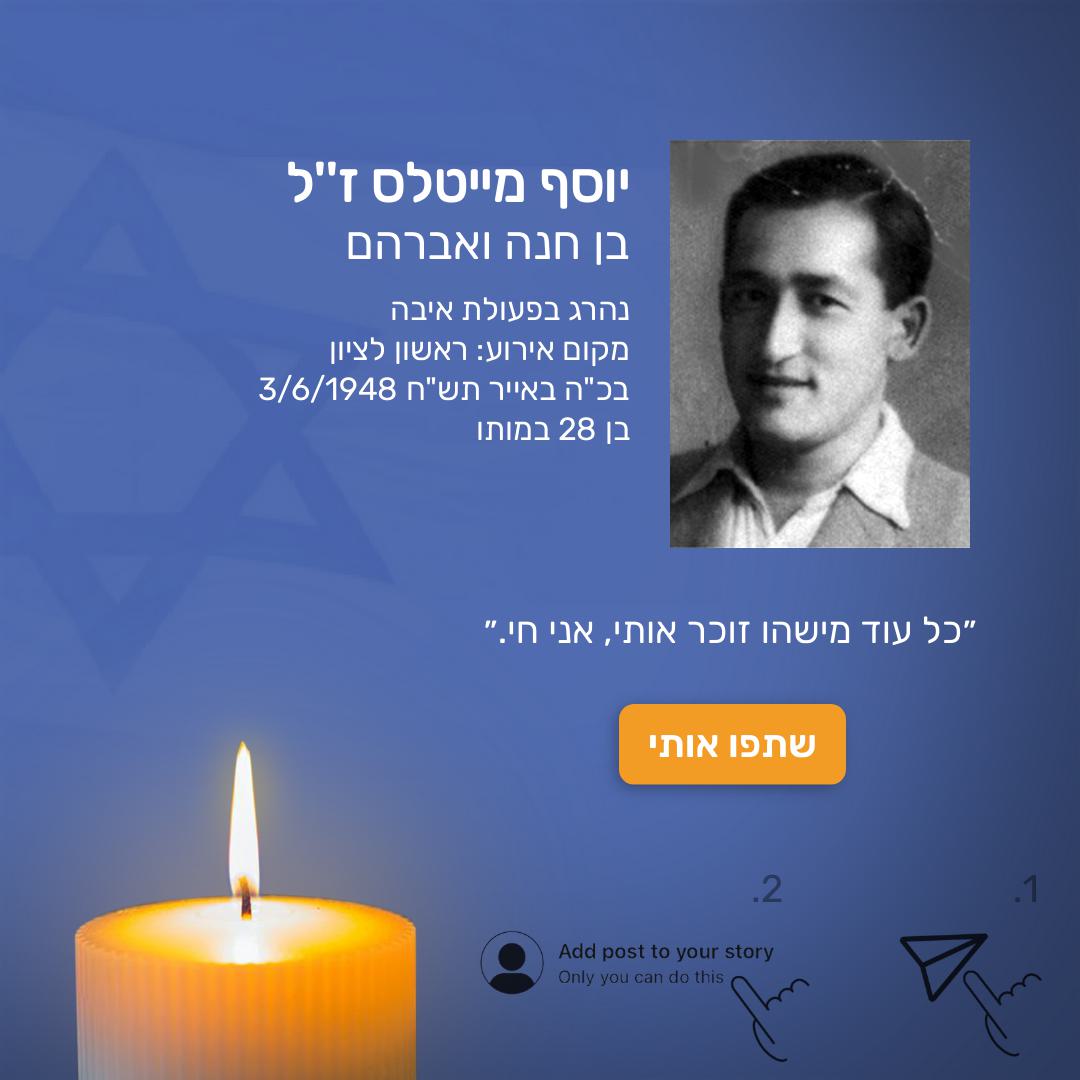 יוסף מייטלס ז"ל
בן חנה ואברהם
נהרג בפעולת איבה
מקום אירוע: ראשון לציון
בכ"ה באייר תש"ח 3/6/1948
בן 28 במותו
״כל עוד מישהו זוכר אותי, אני חי.״
שתפו אותי
1.
2.
Add post to your story
Only you can do this